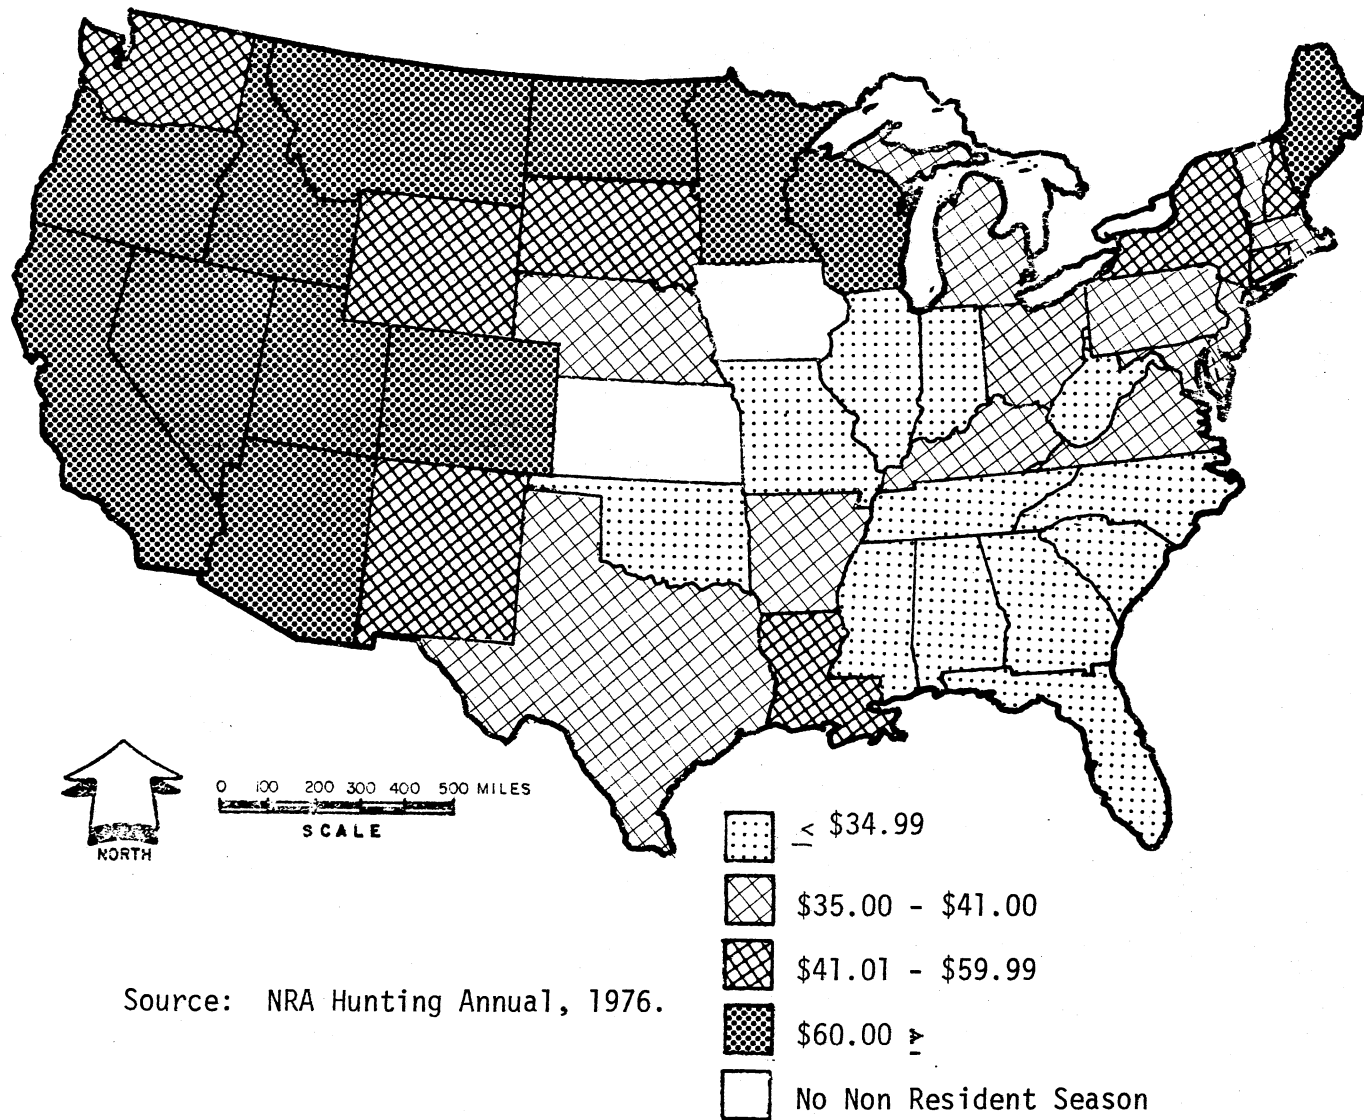 0 100 200 300 400 500 MILES
SCALE
NORTH
≤ $34.99
$35.00 - $41.00
$41.01 - $59.99
Source: NRA Hunting Annual, 1976.
$60.00 ≥
No Non Resident Season